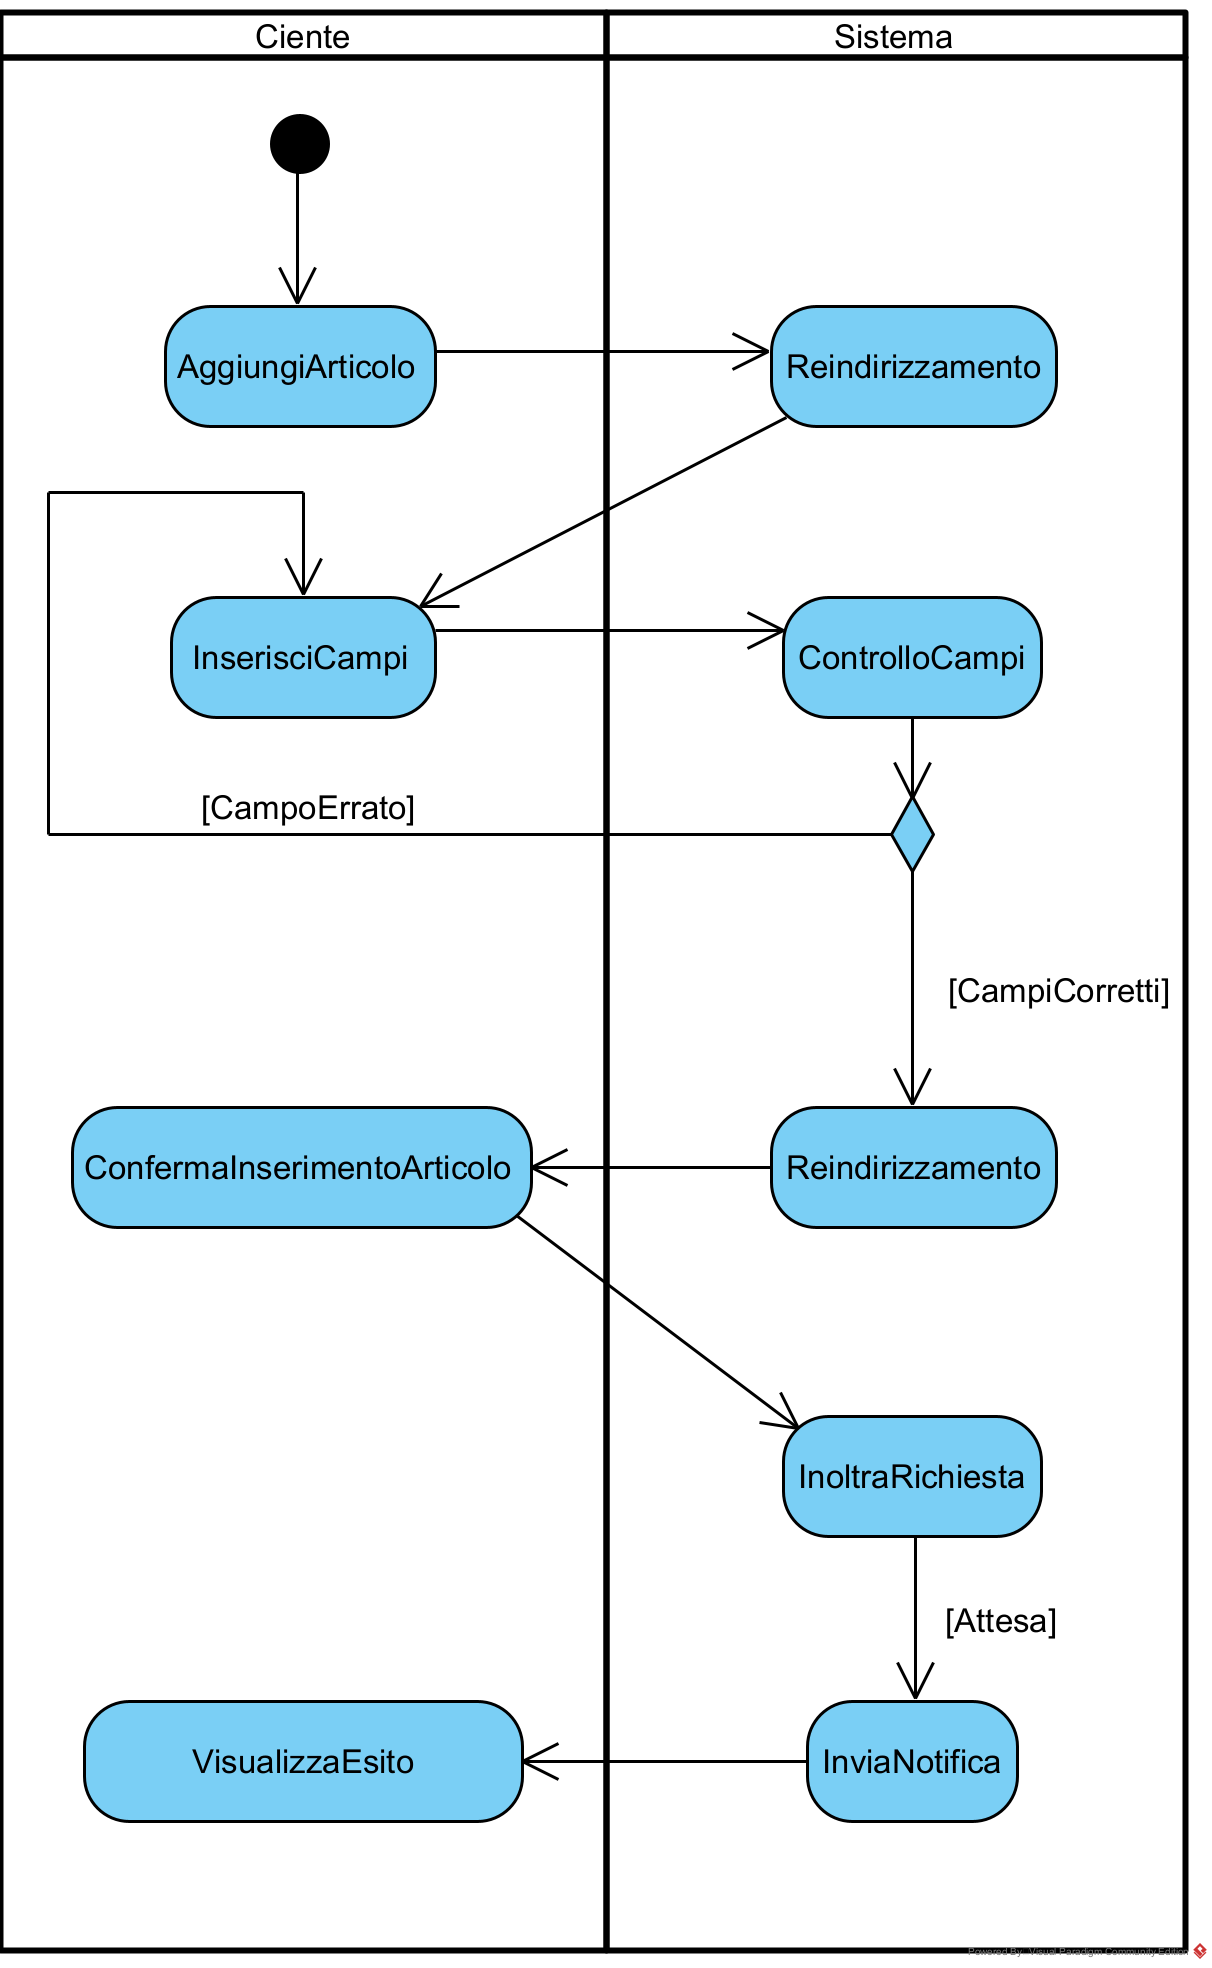 Ciente
Sistema
AggiungiArticolo
Reindirizzamento
InserisciCampi
ControlloCampi
[CampoErrato]
[CampiCorretti]
ConfermaInserimentoArticolo
Reindirizzamento
InoltraRichiesta
[Attesa]
VisualizzaEsito
InviaNotifica
Powered By: Visual Paradigm Community Edition